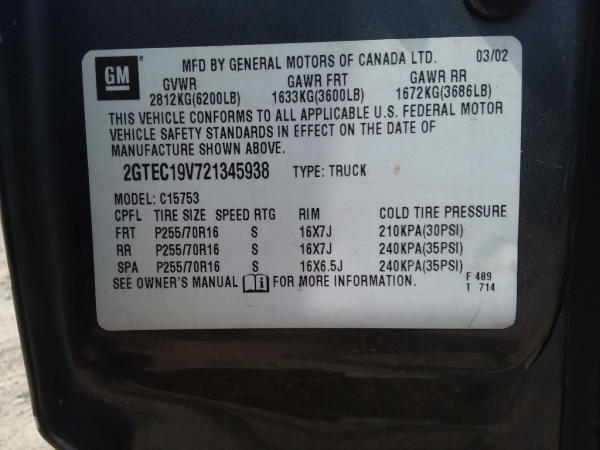 GM MFD BY GENERAL MOTORS OF CANADA LTD. 03/02
GVWR GAWR FRT GAWR RR
2812KG(6200LB) 1633KG(3600LB) 1672KG(3686LB)
THIS VEHICLE CONFORMS TO ALL APPLICABLE U.S. FEDERAL MOTOR
VEHICLE SAFETY STANDARDS IN EFFECT ON THE DATE OF
MANUFACTURE SHOWN ABOVE.
2GTEC19V721345938 TYPE: TRUCK
MODEL: C15753
CPFL TIRE SIZE SPEED RTG RIM COLD TIRE PRESSURE
FRT P255/70R16 S 16X7J 210KPA(30PSI)
RR P255/70R16 S 16X7J 240KPA(35PSI)
SPA P255/70R16 S 16X6.5J 240KPA(35PSI)
SEE OWNER'S MANUAL FOR MORE INFORMATION.
F 489
T 714